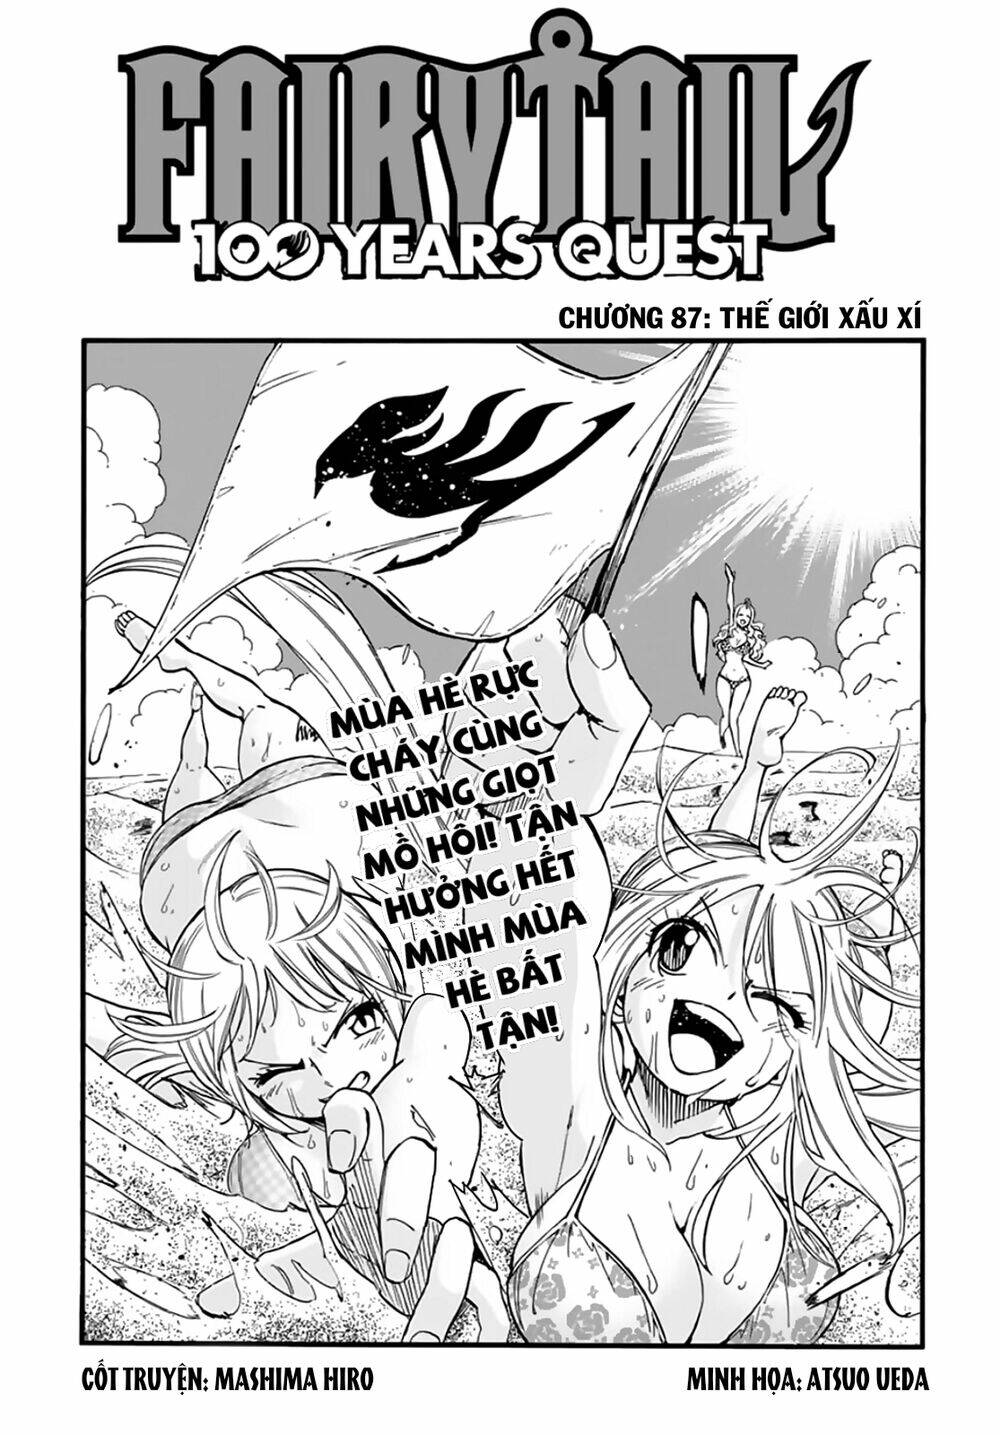 FAIRY TAIL
100 YEARS QUEST
CHƯƠNG 87: THẾ GIỚI XẤU XÍ
MÙA HÈ RỰC
CHÁY CÙNG
NHỮNG GIỌT
MỒ HÔI! TẬN
HƯỞNG HẾT
MÌNH MÙA
HÈ BẤT
TẬN!
CỐT TRUYỆN: MASHIMA HIRO
MINH HỌA: ATSUO UEDA